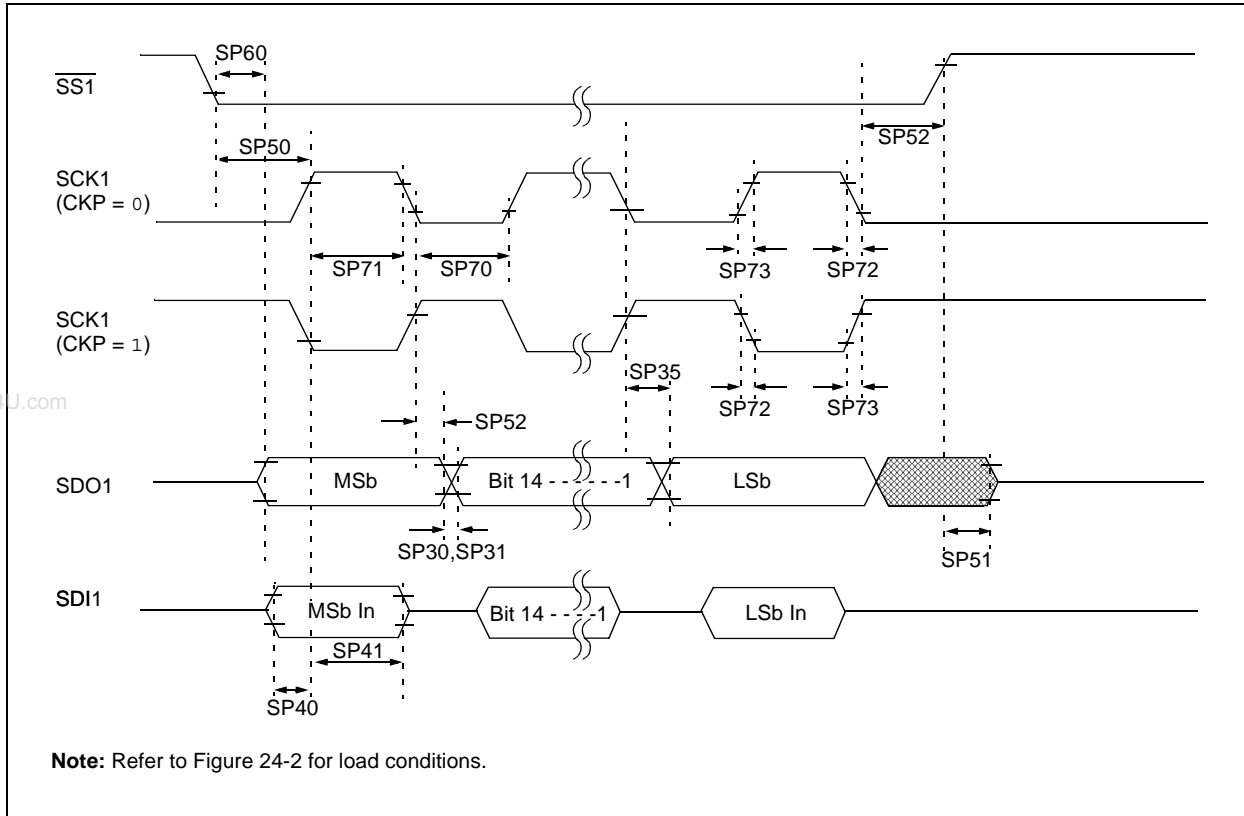 SP60
SS1
SP50
SP52
SCK1
(CKP = 0)
SP71
SP70
SP73
SP72
SCK1
(CKP = 1)
SP35
SP72
SP73
4U.com
SP52
SDO1
MSb
Bit 14 - - - - - -1
LSb
SP30,SP31
SP51
SDI1
MSb In
Bit 14 - - - -1
LSb In
SP41
SP40
Note: Refer to Figure 24-2 for load conditions.